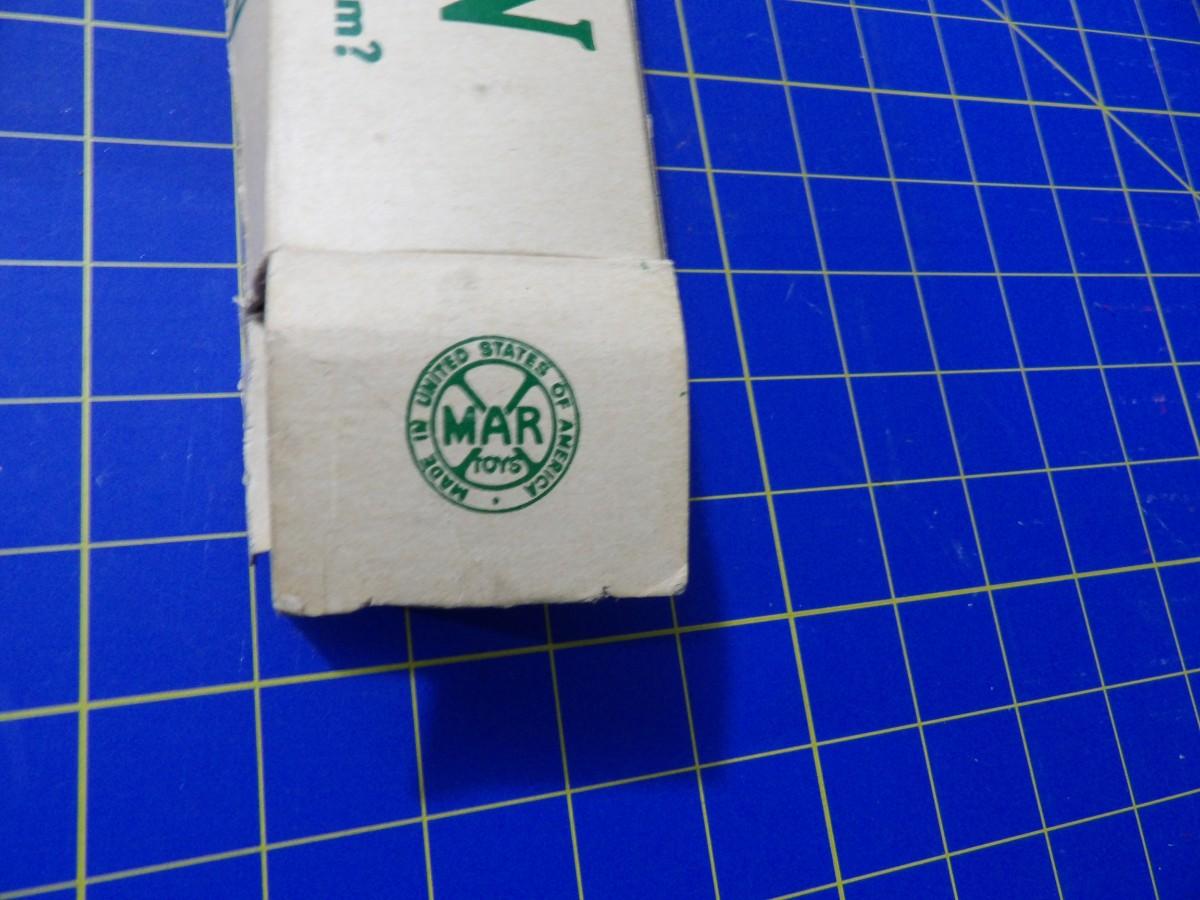 N
m?
MADE IN UNITED STATES OF AMERICA
MAR
TOYS